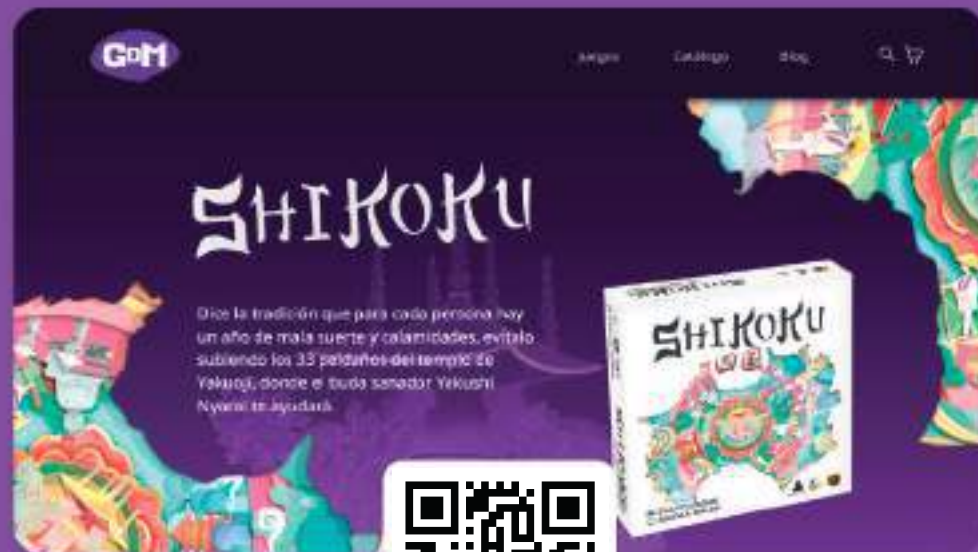 GDM
Juegos Catálogo Blog
SHIKOKU
Dice la tradición que para cada persona hay
un año de mala suerte y calamidades, evítalo
subiendo los 33 peldaños del templo de
Yakuoji, donde el buda sanador Yakushi
Nyorai te ayudará.
SHIKOKU